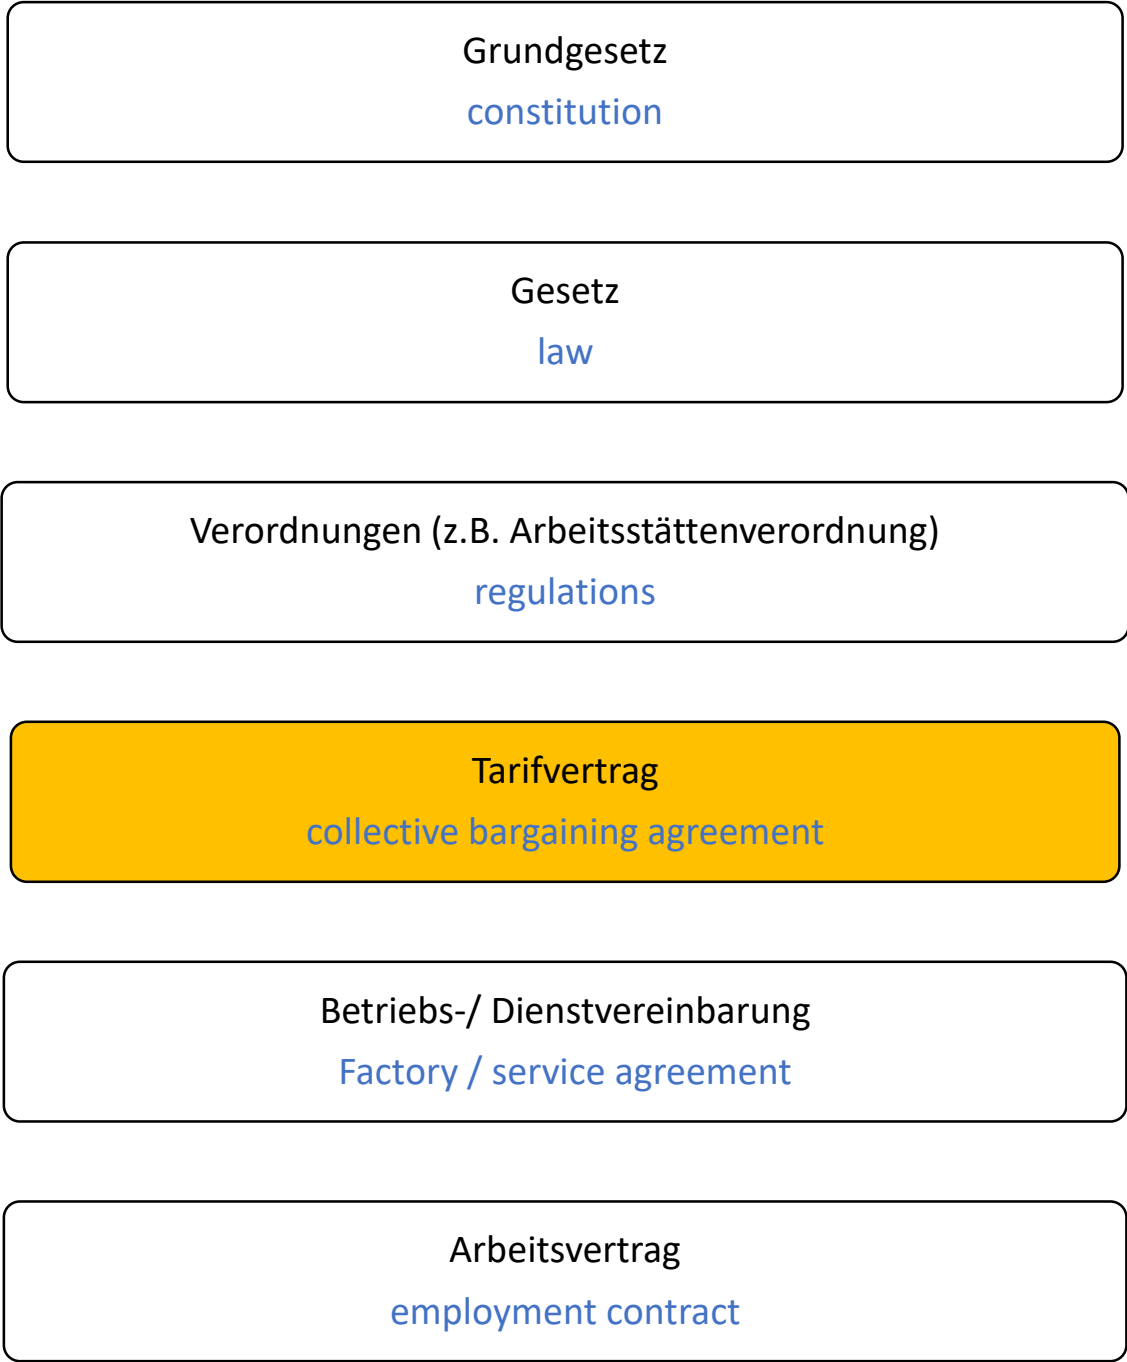 Grundgesetz
constitution
Gesetz
law
Verordnungen (z.B. Arbeitsstättenverordnung)
regulations
Tarifvertrag
collective bargaining agreement
Betriebs-/ Dienstvereinbarung
Factory / service agreement
Arbeitsvertrag
employment contract